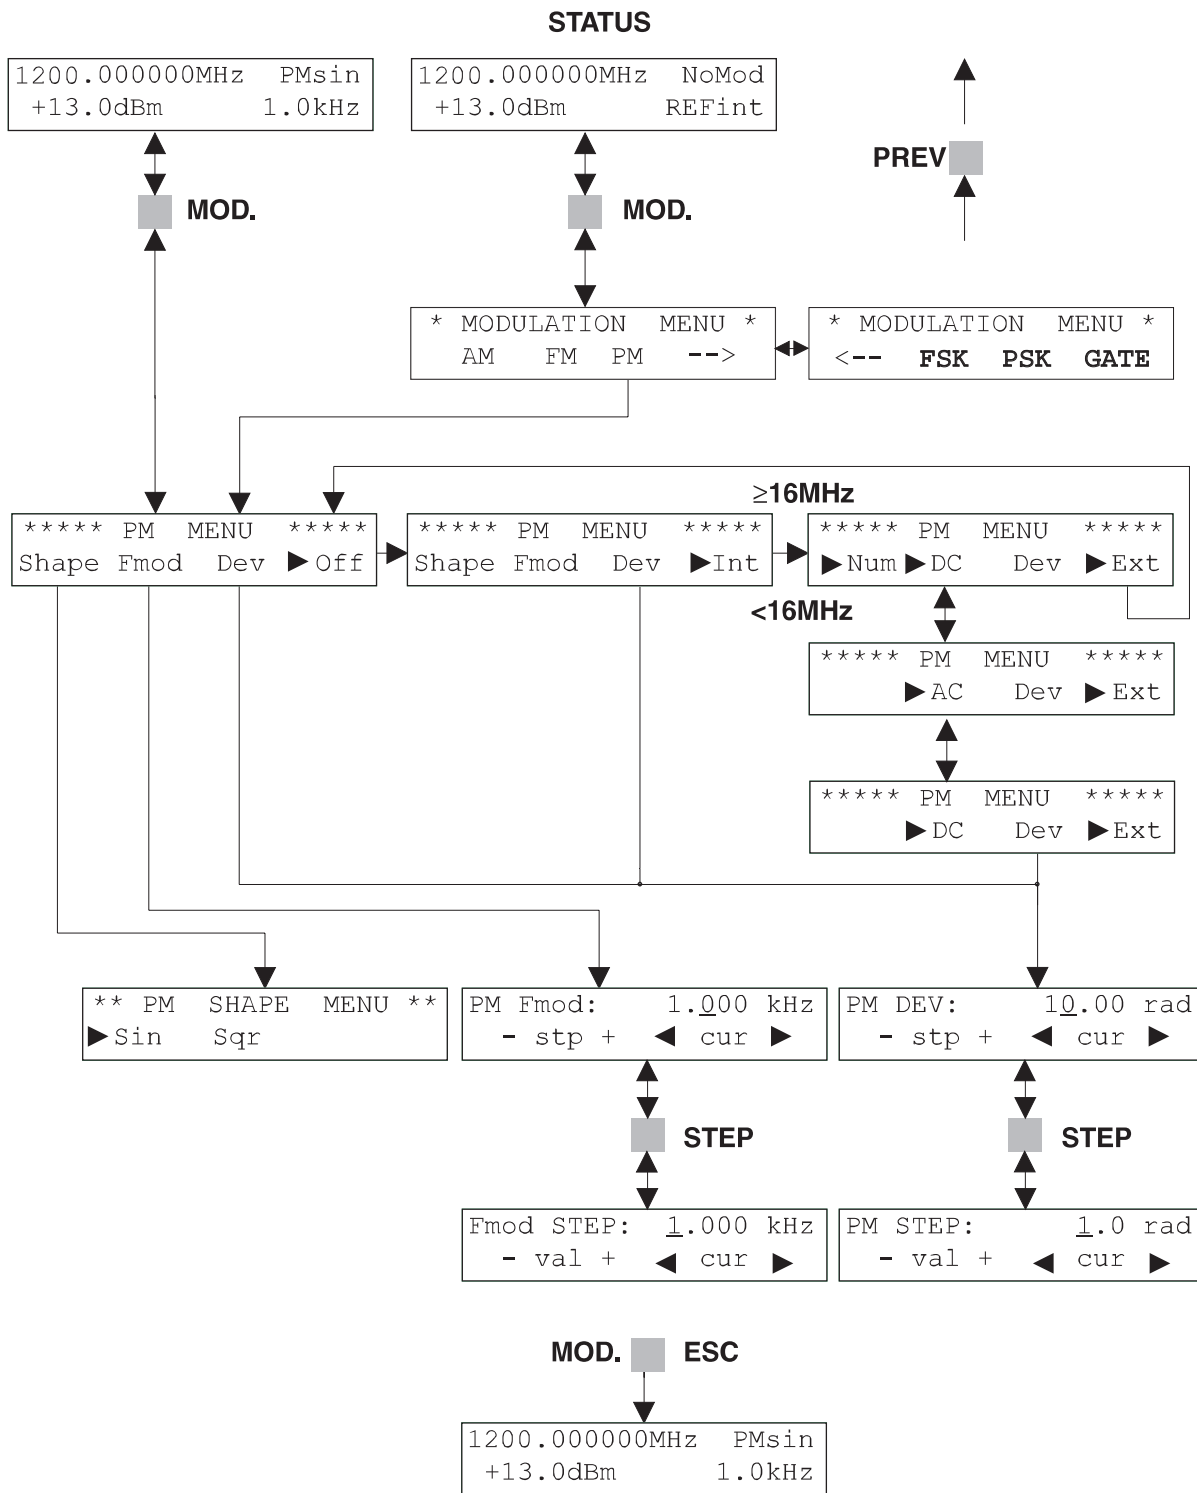 STATUS
1200.000000MHz PMsin
+13.0dBm 1.0kHz
1200.000000MHz NoMod
+13.0dBm REFint
PREV
MOD.
MOD.
* MODULATION MENU *
AM FM PM -->
* MODULATION MENU *
<-- FSK PSK GATE
≥16MHz
***** PM MENU *****
Shape Fmod Dev ▶Off
***** PM MENU *****
Shape Fmod Dev ▶Int
***** PM MENU *****
▶Num ▶DC Dev ▶Ext
<16MHz
***** PM MENU *****
▶AC Dev ▶Ext
***** PM MENU *****
▶DC Dev ▶Ext
** PM SHAPE MENU **
▶Sin Sqr
PM Fmod: 1.000 kHz
- stp + ◀ cur ▶
PM DEV: 10.00 rad
- stp + ◀ cur ▶
STEP
STEP
Fmod STEP: 1.000 kHz
- val + ◀ cur ▶
PM STEP: 1.0 rad
- val + ◀ cur ▶
MOD. ESC
1200.000000MHz PMsin
+13.0dBm 1.0kHz